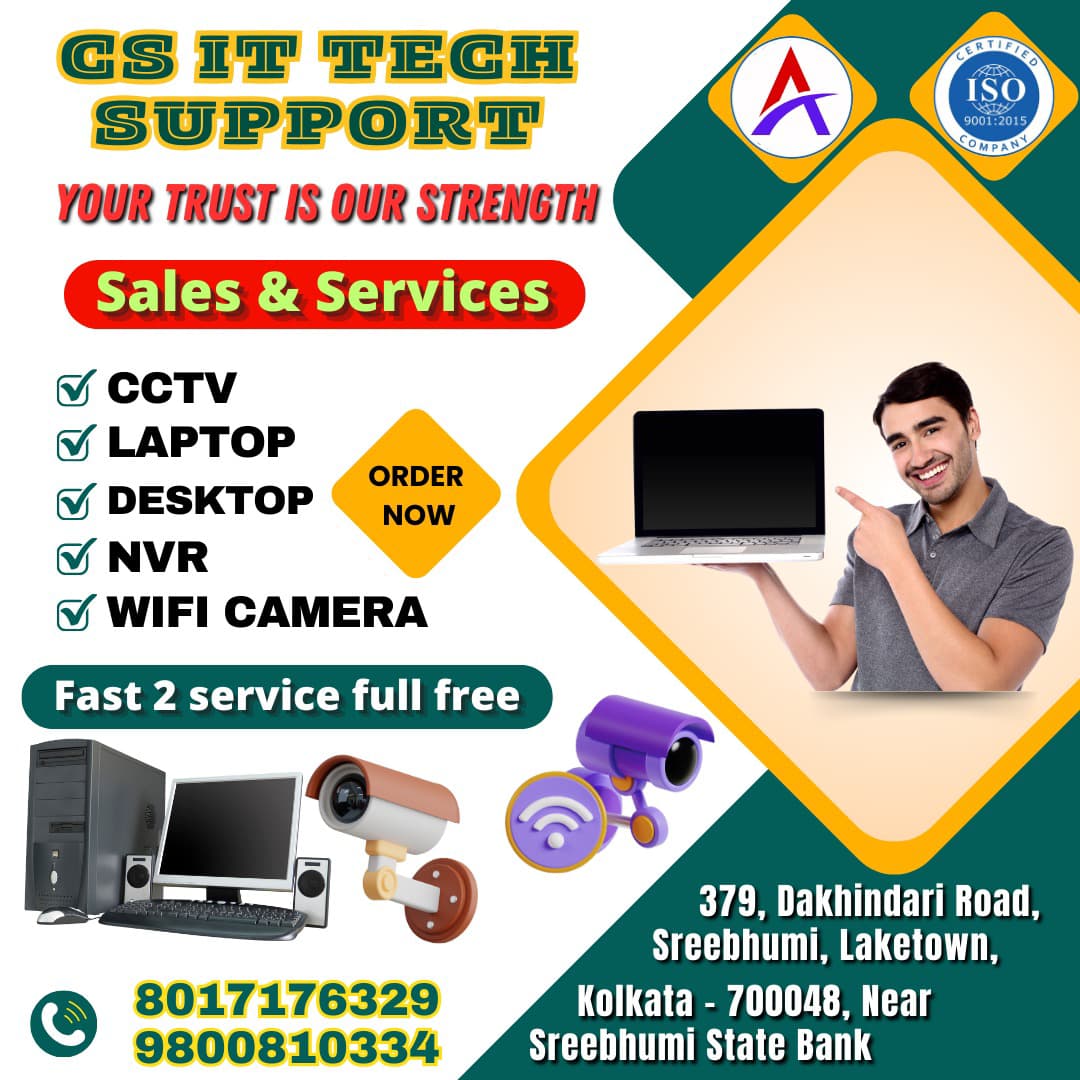 CS IT TECH
SUPPORT
YOUR TRUST IS OUR STRENGTH
Sales & Services
CCTV
LAPTOP
DESKTOP
NVR
WIFI CAMERA
ORDER
NOW
Fast 2 service full free
8017176329
9800810334
CERTIFIED
ISO
9001:2015
COMPANY
379, Dakhindari Road,
Sreebhumi, Laketown,
Kolkata - 700048, Near
Sreebhumi State Bank